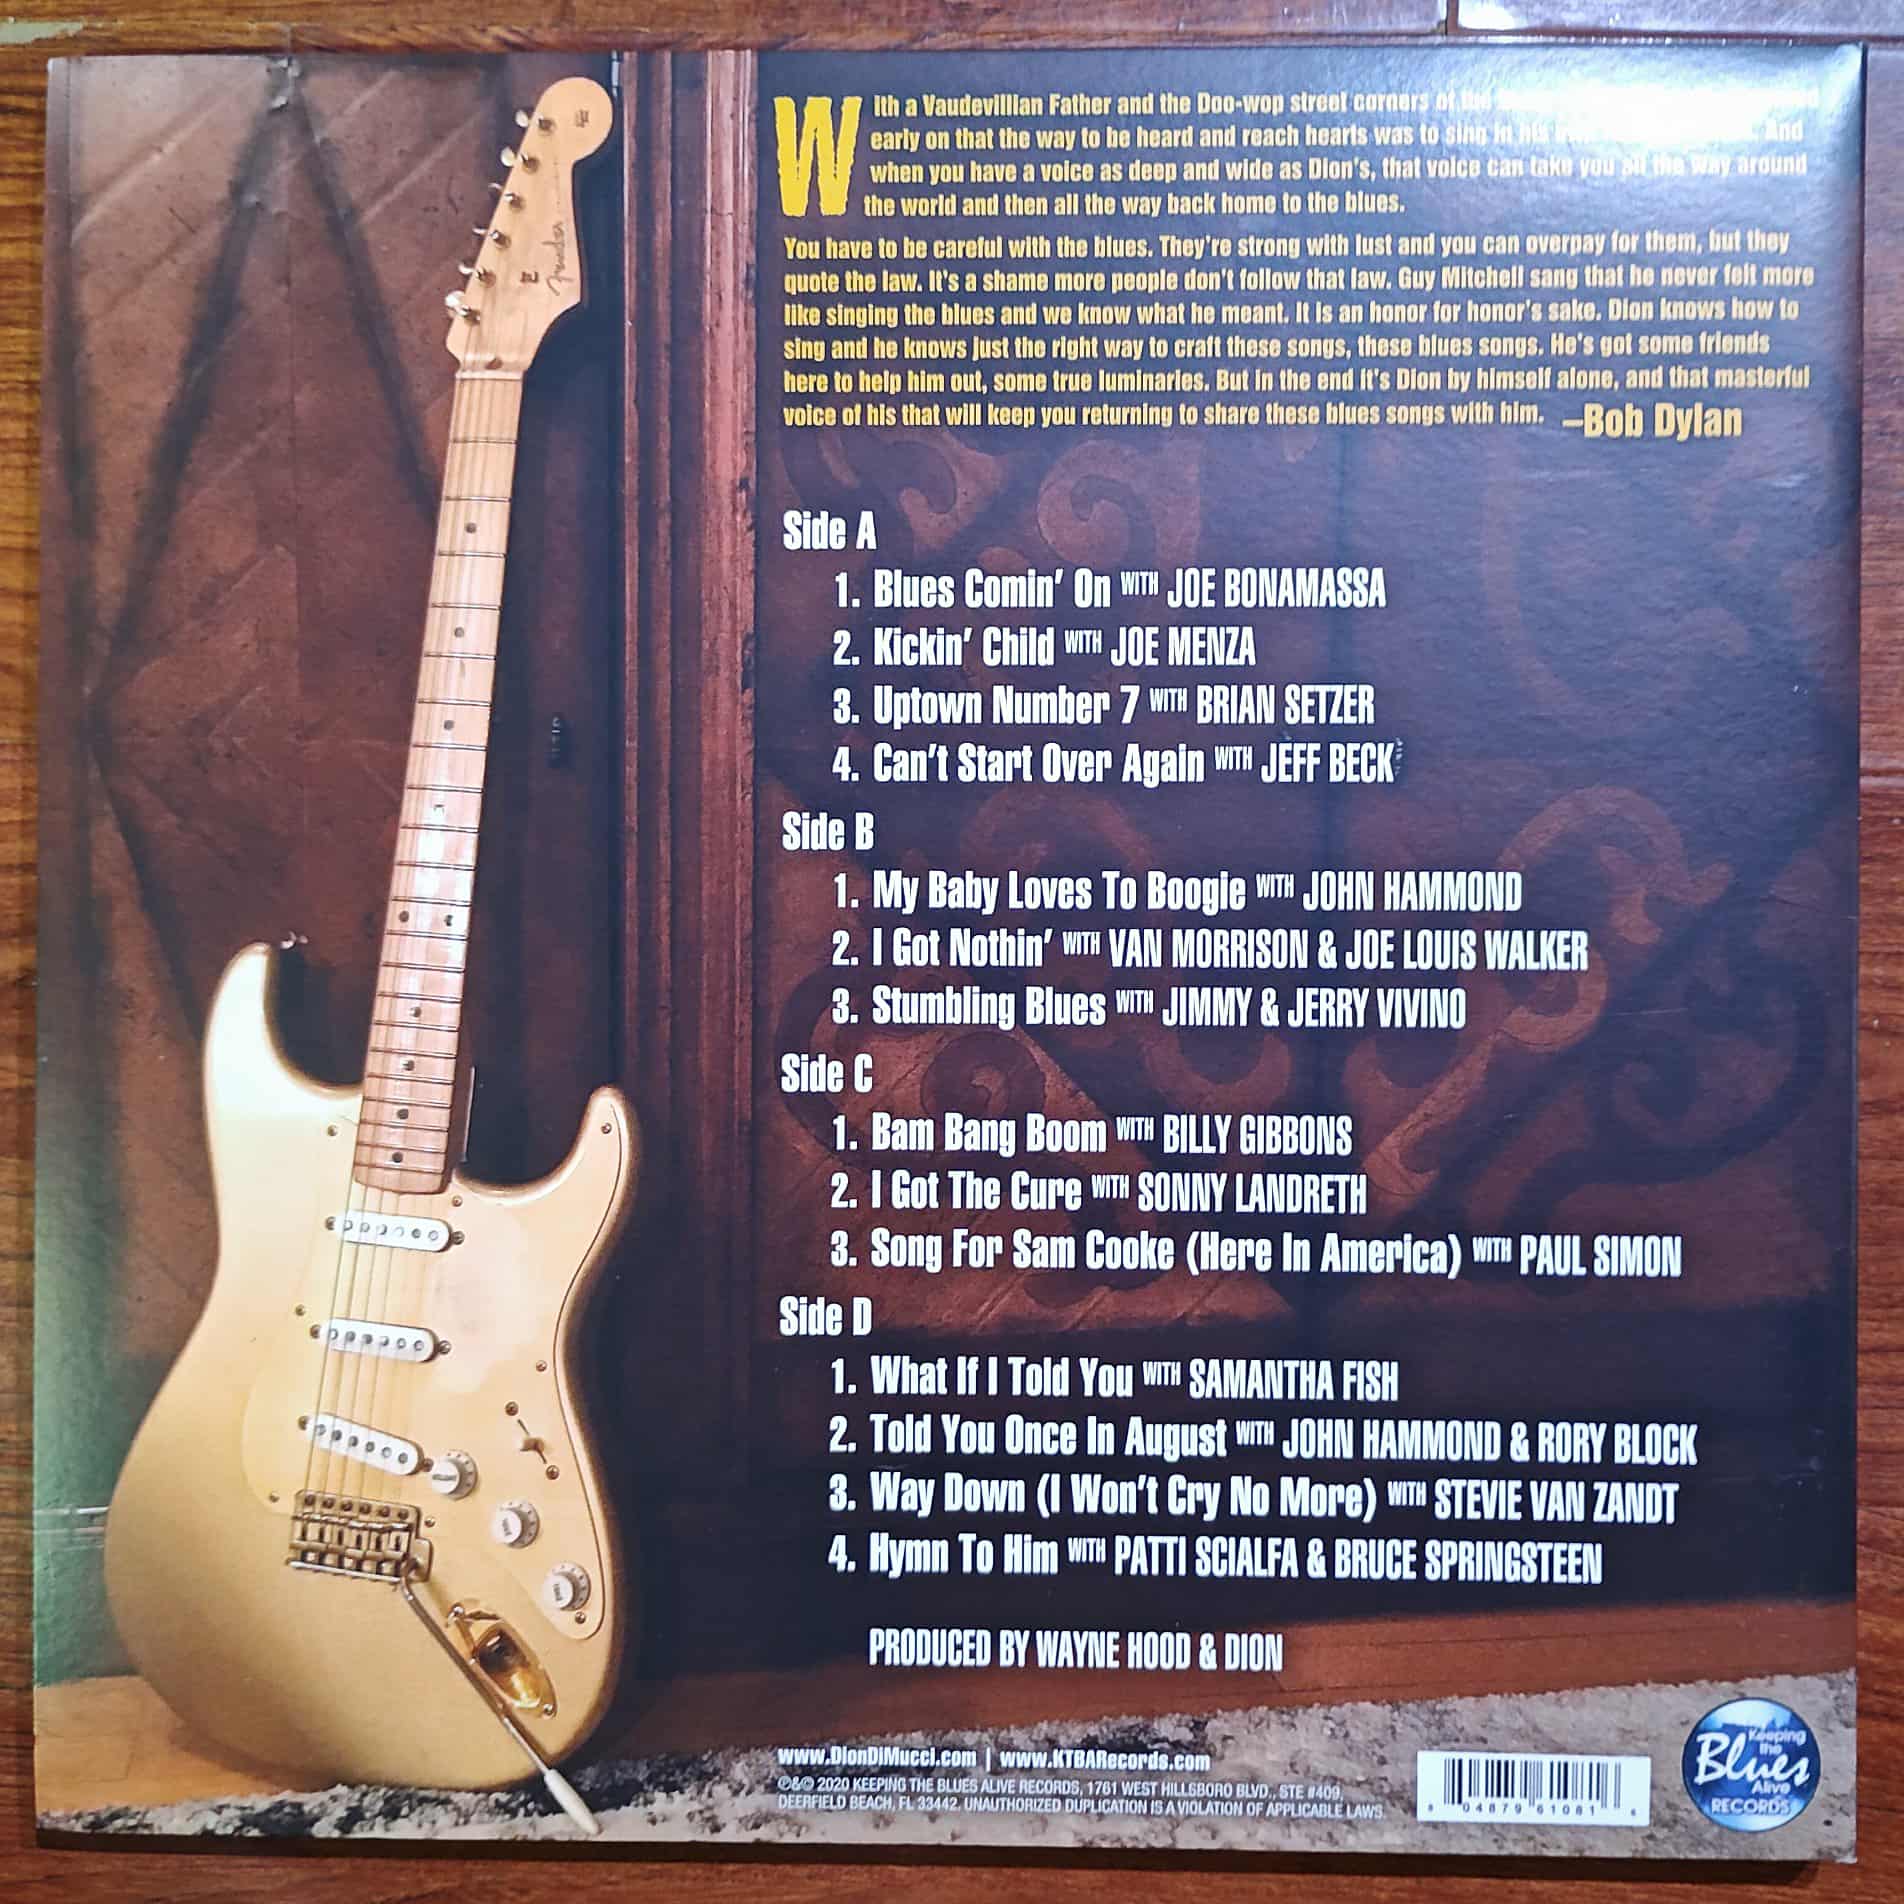 With a Vaudevillian Father and the Doo-wop street corners of the
early on that the way to be heard and reach hearts was to sing in his And
when you have a voice as deep and wide as Dion's, that voice can take you all the way around
the world and then all the way back home to the blues.
You have to be careful with the blues. They're strong with lust and you can overpay for them, but they
quote the law. It's a shame more people don't follow that law. Guy Mitchell sang that he never felt more
like singing the blues and we know what he meant. It is an honor for honor's sake. Dion knows how to
sing and he knows just the right way to craft these songs, these blues songs. He's got some friends
here to help him out, some true luminaries. But in the end it's Dion by himself alone, and that masterful
voice of his that will keep you returning to share these blues songs with him. –Bob Dylan
Side A
1. Blues Comin' On WITH JOE BONAMASSA
2. Kickin' Child WITH JOE MENZA
3. Uptown Number 7 WITH BRIAN SETZER
4. Can't Start Over Again WITH JEFF BECK
Side B
1. My Baby Loves To Boogie WITH JOHN HAMMOND
2. I Got Nothin' WITH VAN MORRISON & JOE LOUIS WALKER
3. Stumbling Blues WITH JIMMY & JERRY VIVINO
Side C
1. Bam Bang Boom WITH BILLY GIBBONS
2. I Got The Cure WITH SONNY LANDRETH
3. Song For Sam Cooke (Here In America) WITH PAUL SIMON
Side D
1. What If I Told You WITH SAMANTHA FISH
2. Told You Once In August WITH JOHN HAMMOND & RORY BLOCK
3. Way Down (I Won't Cry No More) WITH STEVIE VAN ZANDT
4. Hymn To Him WITH PATTI SCIALFA & BRUCE SPRINGSTEEN
PRODUCED BY WAYNE HOOD & DION
www.DionDiMucci.com | www.KTBARecords.com
℗&© 2020 KEEPING THE BLUES ALIVE RECORDS, 1761 WEST HILLSBORO BLVD., STE #409,
DEERFIELD BEACH, FL 33442. UNAUTHORIZED DUPLICATION IS A VIOLATION OF APPLICABLE LAWS.
8 04879 61081 6
Keeping
the
Blues
Alive
RECORDS
Fender